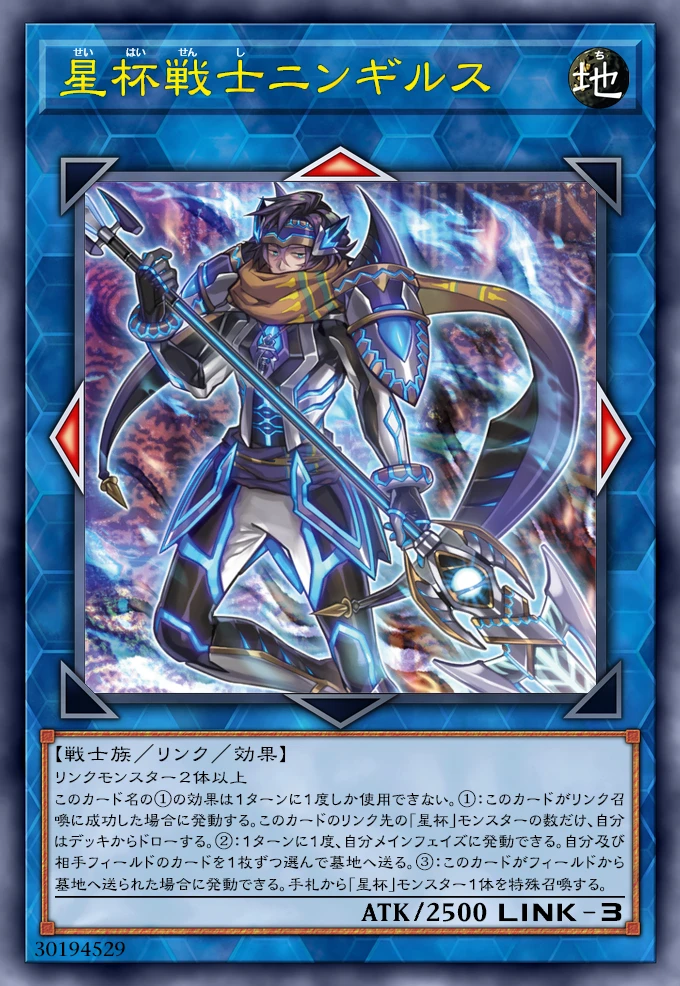 せいはいせんし
星杯戦士ニンギルス
ち
地
【戦士族／リンク／効果】
リンクモンスター２体以上
このカード名の①の効果は１ターンに１度しか使用できない。①：このカードがリンク召
喚に成功した場合に発動する。このカードのリンク先の「星杯」モンスターの数だけ、自分
はデッキからドローする。②：１ターンに１度、自分メインフェイズに発動できる。自分及び
相手フィールドのカードを１枚ずつ選んで墓地へ送る。③：このカードがフィールドから
墓地へ送られた場合に発動できる。手札から「星杯」モンスター１体を特殊召喚する。
ATK/2500 LINK-3
30194529